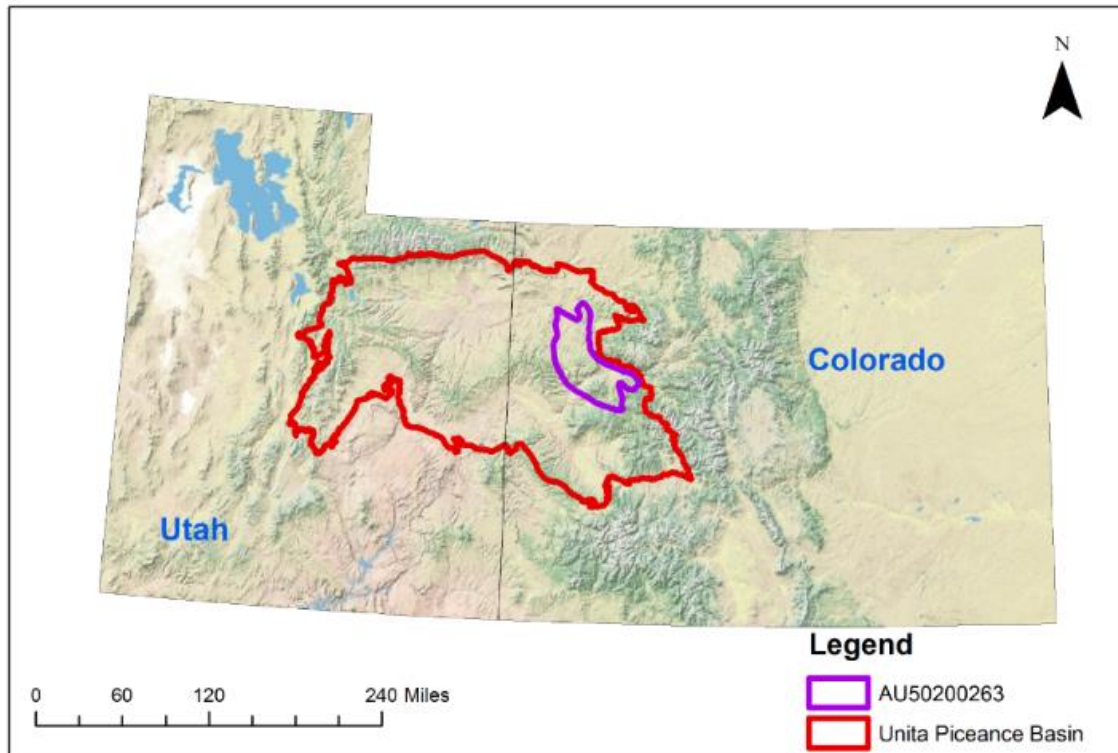 N
Colorado
Utah
Legend
0 60 120 240 Miles
AU50200263
Unita Piceance Basin